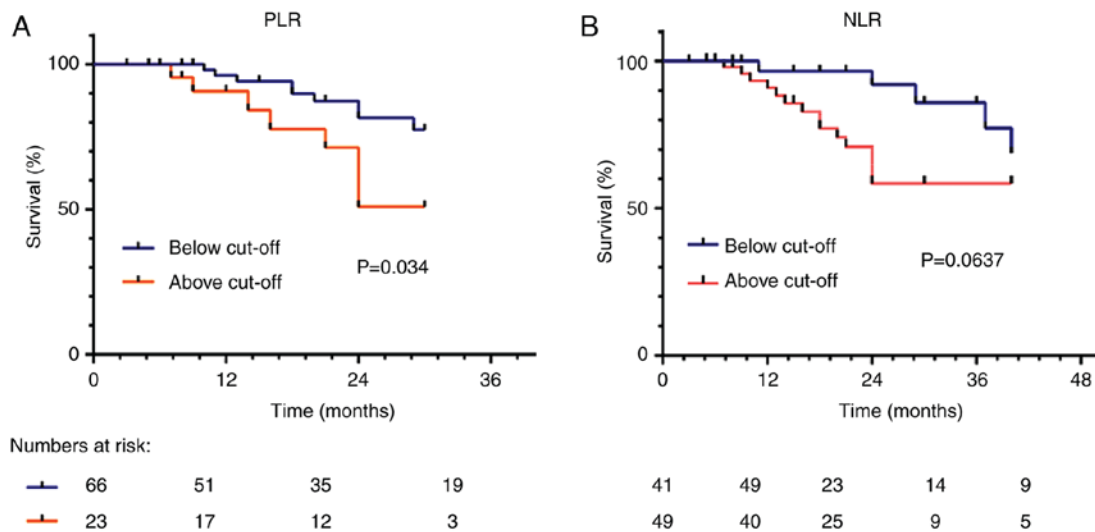 A
PLR
100
50
0
Survival (%)
Below cut-off
Above cut-off
P=0.034
0 12 24 36
Time (months)
B
NLR
100
50
0
Survival (%)
Below cut-off
Above cut-off
P=0.0637
0 12 24 36 48
Time (months)
Numbers at risk:
66 51 35 19 41 49 23 14 9
23 17 12 3 49 40 25 9 5